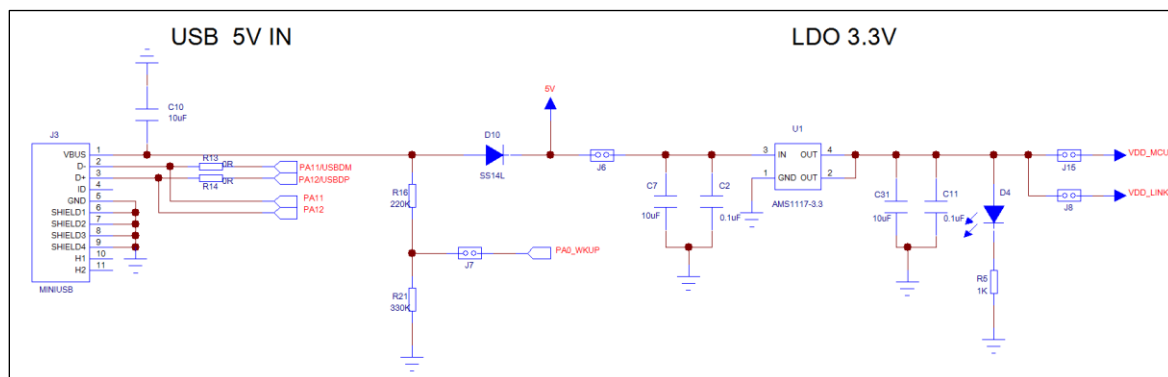 USB 5V IN
LDO 3.3V
C10
10uF
5V
J3
D10
U1
VBUS 1
D- 2
D+ 3
ID 4
GND 5
SHIELD1 6
SHIELD2 7
SHIELD3 8
SHIELD4 9
H1 10
H2 11
MINIUSB
R13 0R
R14 0R
PA11/USBDM
PA12/USBDP
PA11
PA12
SS14L
J6
3 IN OUT 4
1 GND OUT 2
AMS1117-3.3
J15
VDD_MCU
J8
VDD_LINK
R16
220K
C7
10uF
C2
0.1uF
C31
10uF
C11
0.1uF
D4
J7
PA0_WKUP
R21
330K
R5
1K